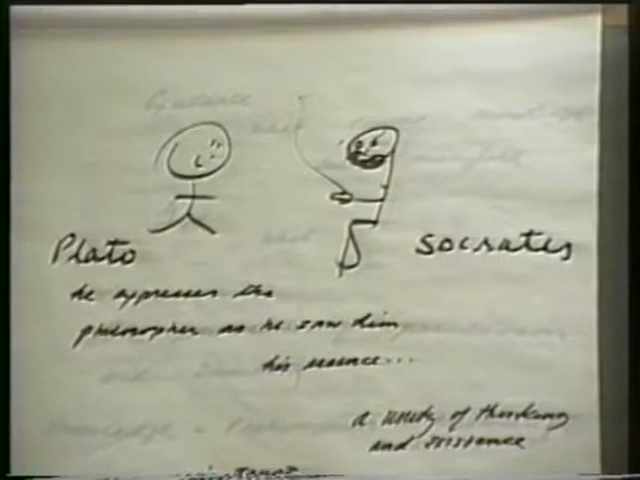 Plato
Socrates
he expresses the
philosopher as he saw him
his essence...
a unity of thinking
and existence